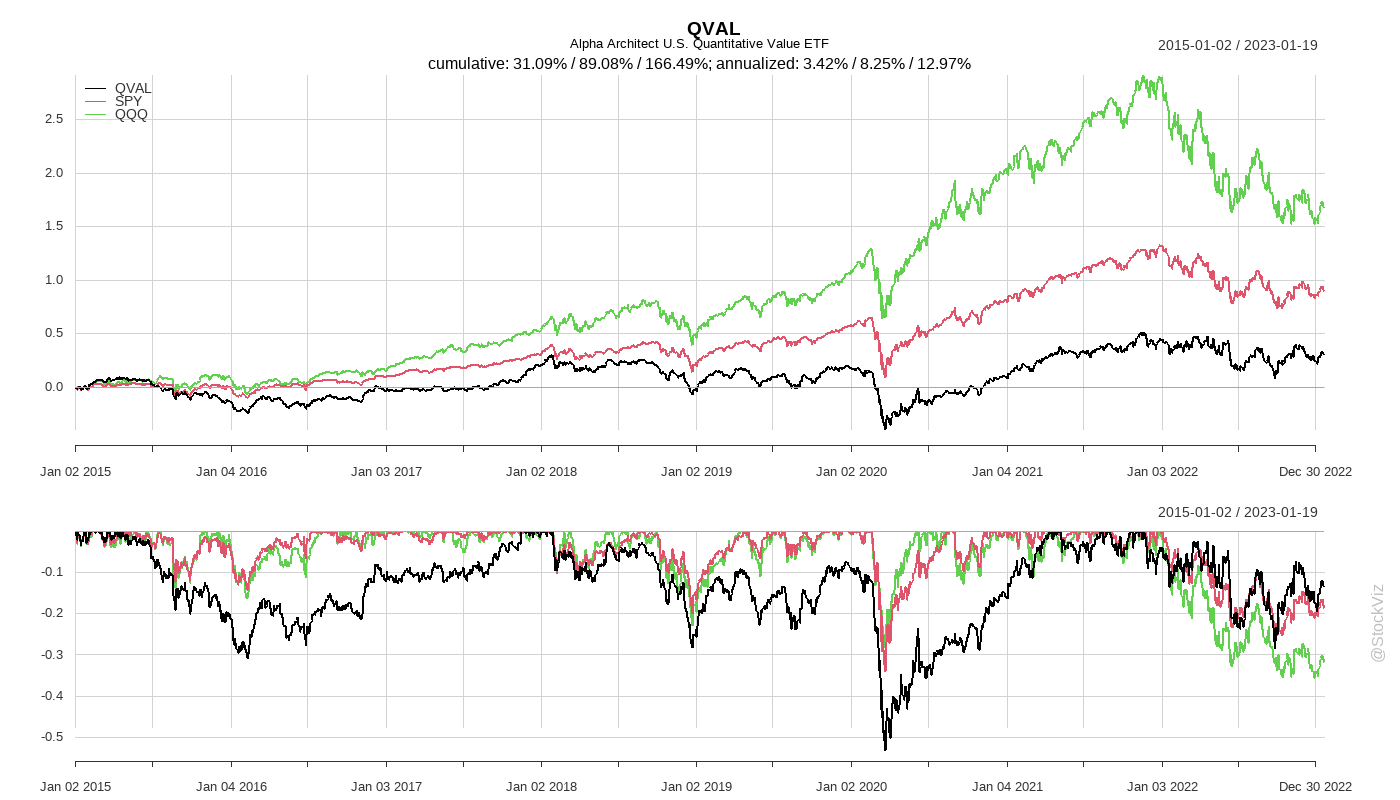 QVAL
Alpha Architect U.S. Quantitative Value ETF
2015-01-02 / 2023-01-19
cumulative: 31.09% / 89.08% / 166.49%; annualized: 3.42% / 8.25% / 12.97%
QVAL
SPY
QQQ
2.5
2.0
1.5
1.0
0.5
0.0
Jan 02 2015 Jan 04 2016 Jan 03 2017 Jan 02 2018 Jan 02 2019 Jan 02 2020 Jan 04 2021 Jan 03 2022 Dec 30 2022
2015-01-02 / 2023-01-19
-0.1
-0.2
-0.3
-0.4
-0.5
Jan 02 2015 Jan 04 2016 Jan 03 2017 Jan 02 2018 Jan 02 2019 Jan 02 2020 Jan 04 2021 Jan 03 2022 Dec 30 2022
@StockViz